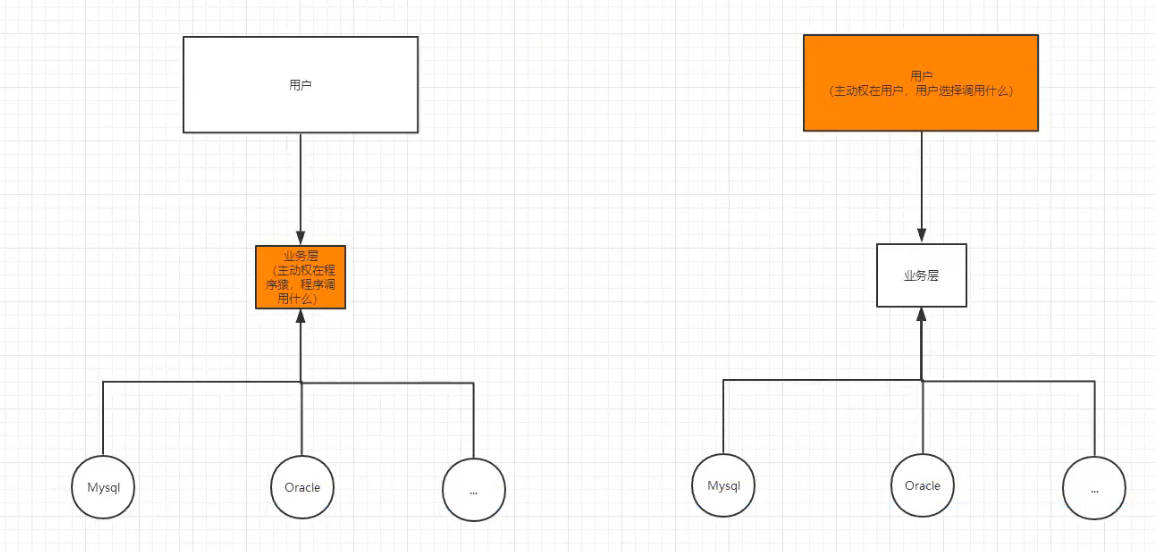 用户
用户
（主动权在用户，用户选择调用什么）
业务层
（主动权在程
序猿，程序调
用什么）
业务层
Mysql
Oracle
...
Mysql
Oracle
...